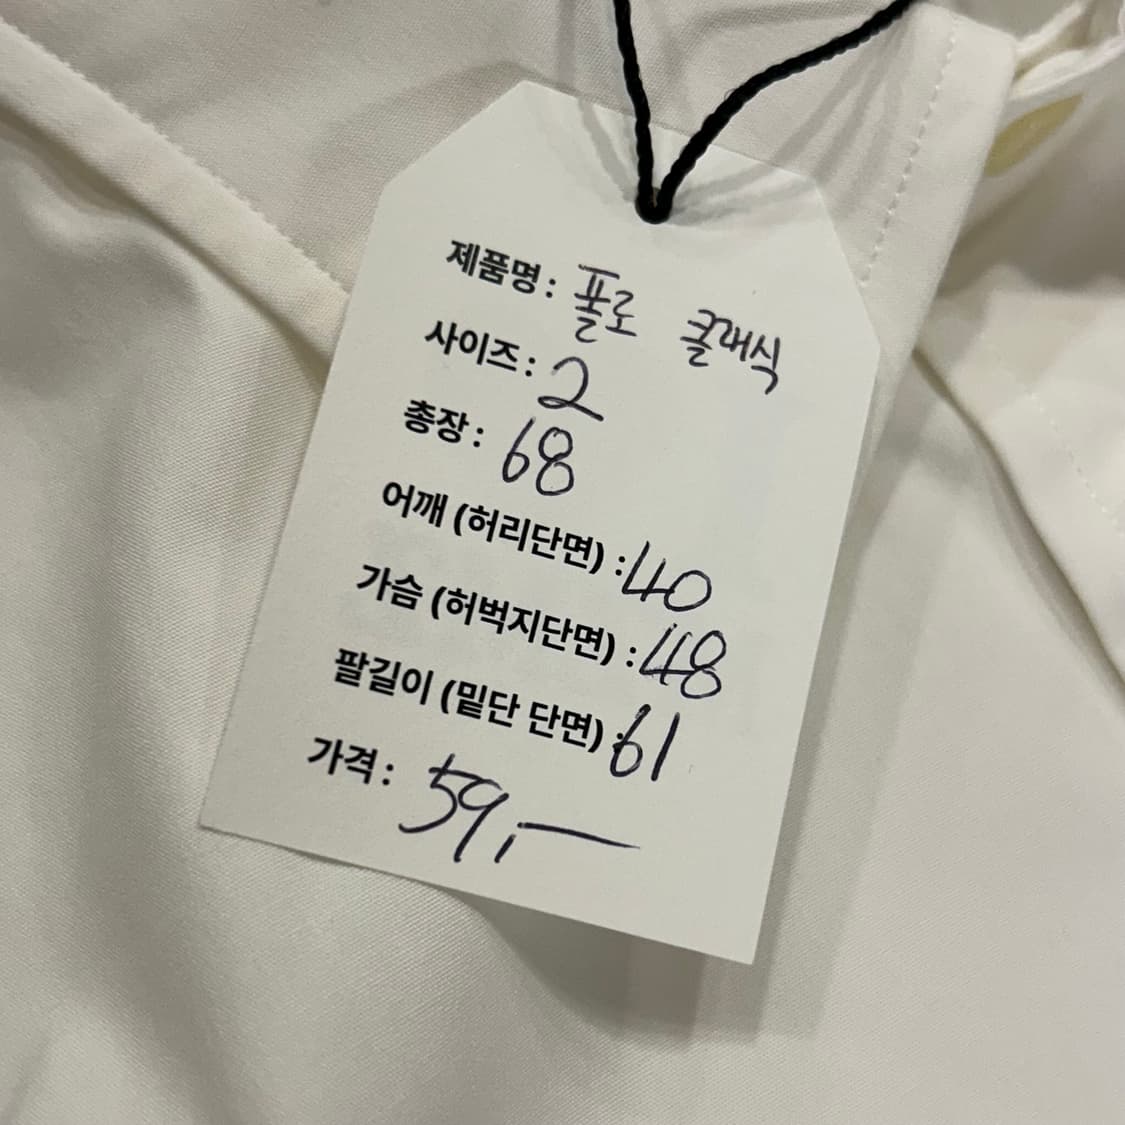 제품명 : 폴로 클래식
사이즈 : 2
총장 : 68
어깨 (허리단면) : 40
가슴 (허벅지단면) : 48
팔길이 (밑단 단면) : 61
가격 : 59,-